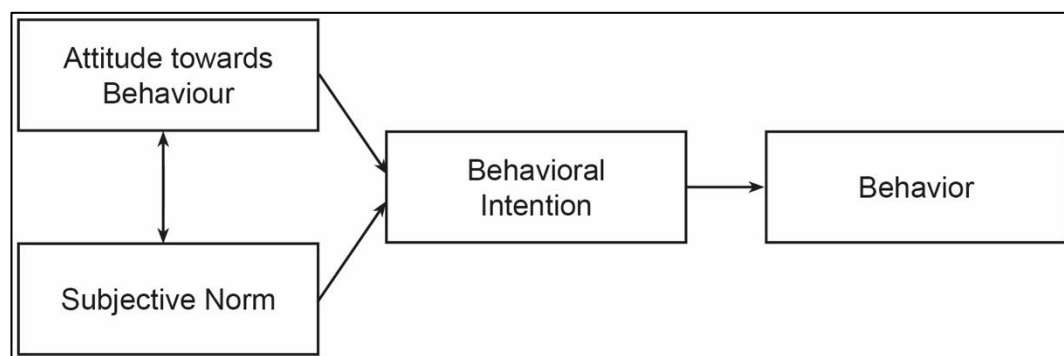 Attitude towards
Behaviour
Behavioral
Intention
Behavior
Subjective Norm